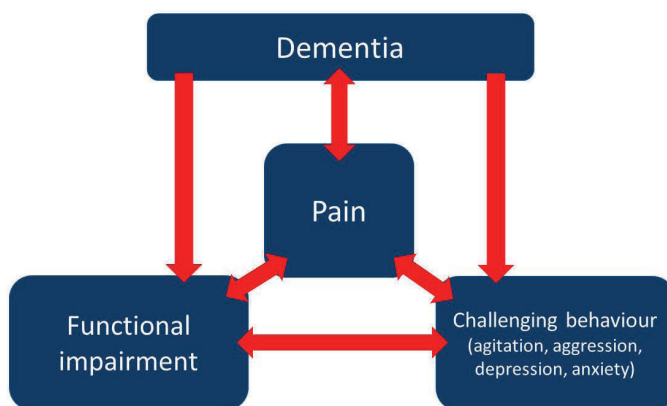 Dementia
Pain
Functional
impairment
Challenging behaviour
(agitation, aggression,
depression, anxiety)